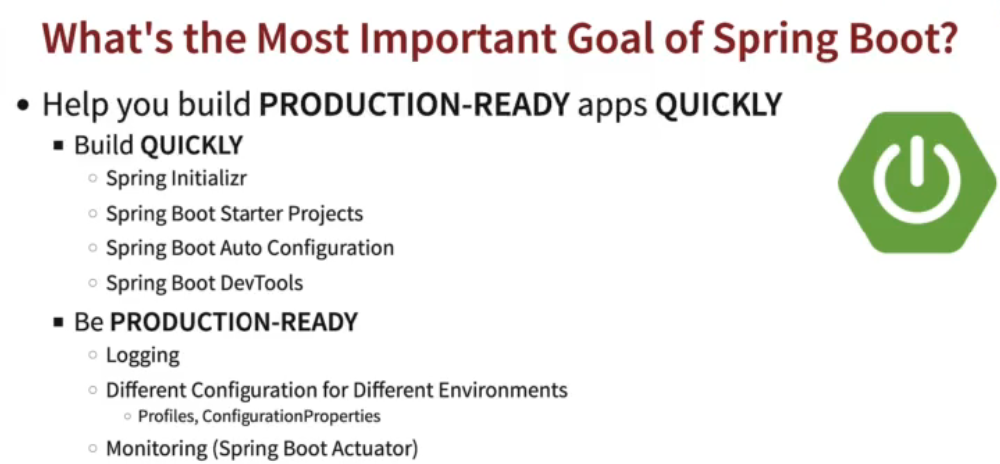 What's the Most Important Goal of Spring Boot?
Help you build PRODUCTION-READY apps QUICKLY
Build QUICKLY
Spring Initializr
Spring Boot Starter Projects
Spring Boot Auto Configuration
Spring Boot DevTools
Be PRODUCTION-READY
Logging
Different Configuration for Different Environments
Profiles, ConfigurationProperties
Monitoring (Spring Boot Actuator)